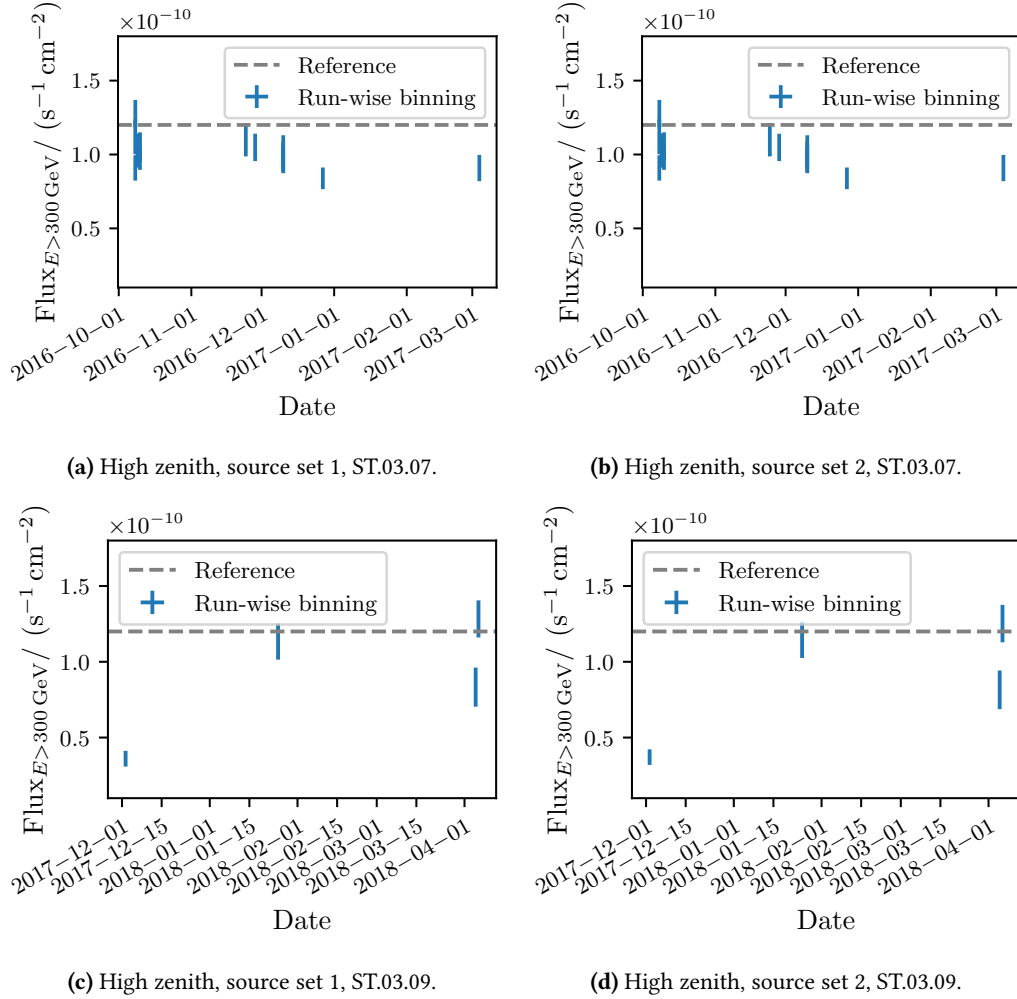 ×10−10
Flux_E>300 GeV / (s−1 cm−2)
1.5
1.0
0.5
Reference
Run-wise binning
2016−10−01
2016−11−01
2016−12−01
2017−01−01
2017−02−01
2017−03−01
Date
(a) High zenith, source set 1, ST.03.07.
×10−10
Flux_E>300 GeV / (s−1 cm−2)
1.5
1.0
0.5
Reference
Run-wise binning
2016−10−01
2016−11−01
2016−12−01
2017−01−01
2017−02−01
2017−03−01
Date
(b) High zenith, source set 2, ST.03.07.
×10−10
Flux_E>300 GeV / (s−1 cm−2)
1.5
1.0
0.5
Reference
Run-wise binning
2017−12−01
2017−12−15
2018−01−01
2018−01−15
2018−02−01
2018−02−15
2018−03−01
2018−03−15
2018−04−01
Date
(c) High zenith, source set 1, ST.03.09.
×10−10
Flux_E>300 GeV / (s−1 cm−2)
1.5
1.0
0.5
Reference
Run-wise binning
2017−12−01
2017−12−15
2018−01−01
2018−01−15
2018−02−01
2018−02−15
2018−03−01
2018−03−15
2018−04−01
Date
(d) High zenith, source set 2, ST.03.09.